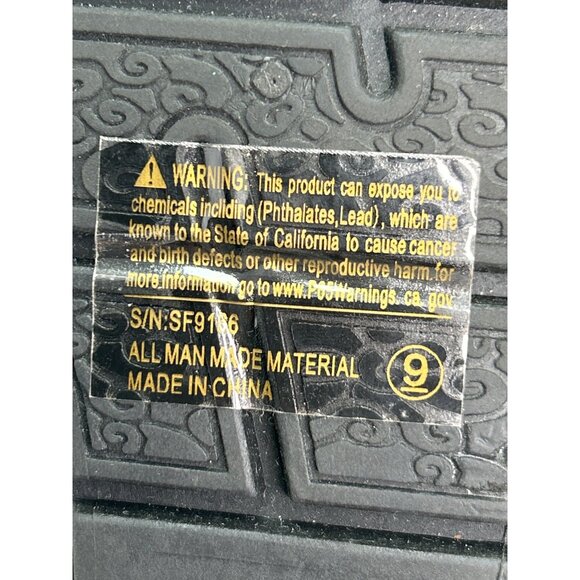 WARNING: This product can expose you to
chemicals inclding (Phthalates,Lead), which are
known to the State of California to cause cancer
and birth defects or other reproductive harm. for
more.information go to www.P65Warnings. ca. gov.
S/N:SF9166
ALL MAN MADE MATERIAL
MADE IN CHINA
9